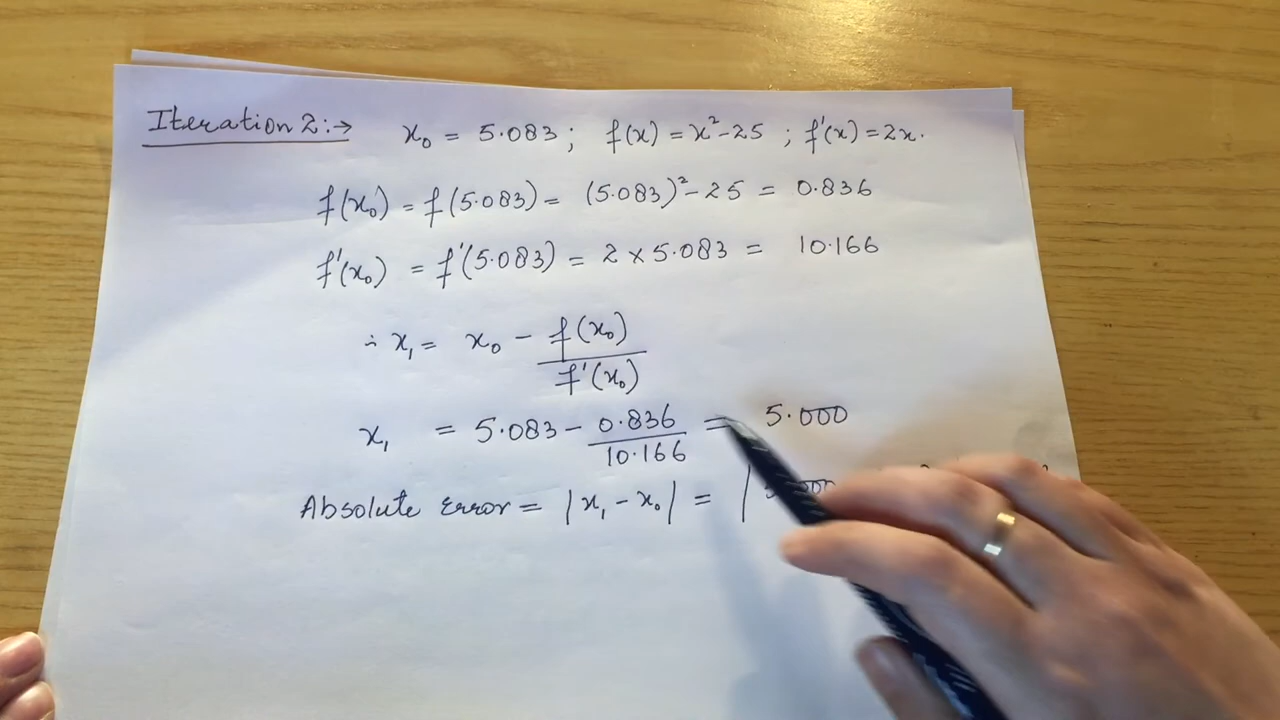 Iteration 2:→ x₀ = 5.083 ; f(x) = x²-25 ; f'(x) = 2x.
f(x₀) = f(5.083) = (5.083)²-25 = 0.836
f'(x₀) = f'(5.083) = 2 × 5.083 = 10.166
∴ x₁ = x₀ - f(x₀)/f'(x₀)
x₁ = 5.083 - 0.836/10.166 = 5.000
Absolute Error = |x₁ - x₀| = |